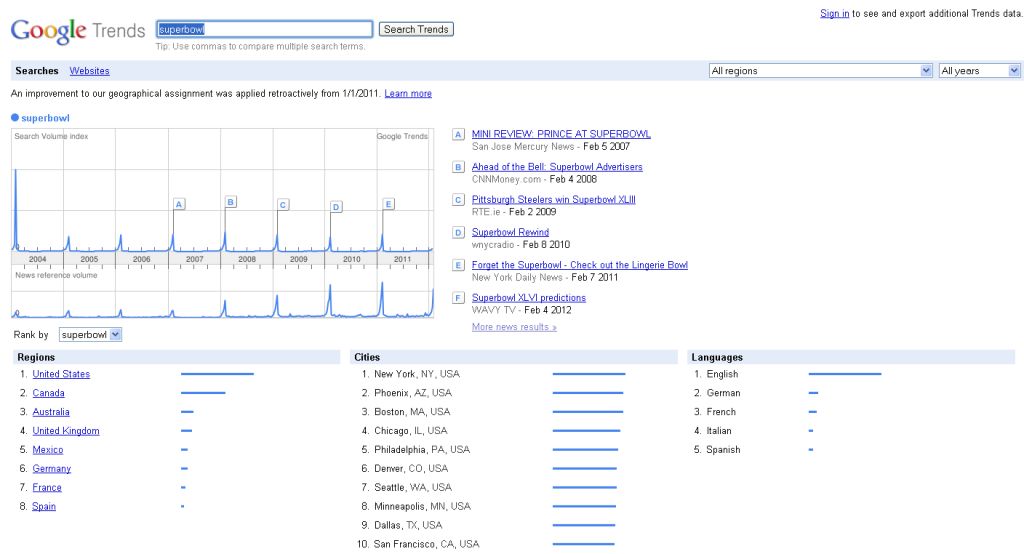 Sign in to see and export additional Trends data.
Google Trends superbowl Search Trends
Tip: Use commas to compare multiple search terms.
Searches Websites All regions All years
An improvement to our geographical assignment was applied retroactively from 1/1/2011. Learn more
superbowl
Search Volume index Google Trends
A
B
C
D
E
0
2004 2005 2006 2007 2008 2009 2010 2011
News reference volume
0
A MINI REVIEW: PRINCE AT SUPERBOWL
San Jose Mercury News - Feb 5 2007
B Ahead of the Bell: Superbowl Advertisers
CNNMoney.com - Feb 4 2008
C Pittsburgh Steelers win Superbowl XLIII
RTE.ie - Feb 2 2009
D Superbowl Rewind
wnycradio - Feb 8 2010
E Forget the Superbowl - Check out the Lingerie Bowl
New York Daily News - Feb 7 2011
F Superbowl XLVI predictions
WAVY TV - Feb 4 2012
More news results »
Rank by superbowl
Regions
1. United States
2. Canada
3. Australia
4. United Kingdom
5. Mexico
6. Germany
7. France
8. Spain
Cities
1. New York, NY, USA
2. Phoenix, AZ, USA
3. Boston, MA, USA
4. Chicago, IL, USA
5. Philadelphia, PA, USA
6. Denver, CO, USA
7. Seattle, WA, USA
8. Minneapolis, MN, USA
9. Dallas, TX, USA
10. San Francisco, CA, USA
Languages
1. English
2. German
3. French
4. Italian
5. Spanish